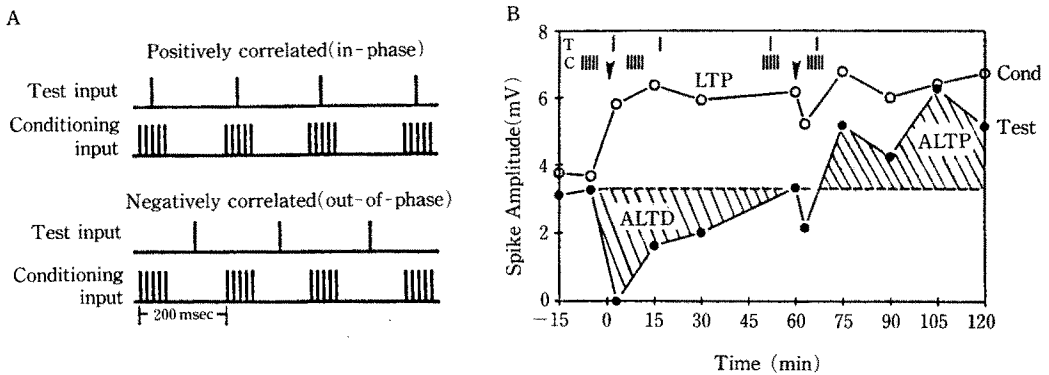 A
Positively correlated(in-phase)
Test input
Conditioning
input
Negatively correlated(out-of-phase)
Test input
Conditioning
input
200 msec
B
Spike Amplitude(mV)
8
6
4
2
0
T
C
LTP
Cond
Test
ALTP
ALTD
-15 0 15 30 45 60 75 90 105 120
Time (min)